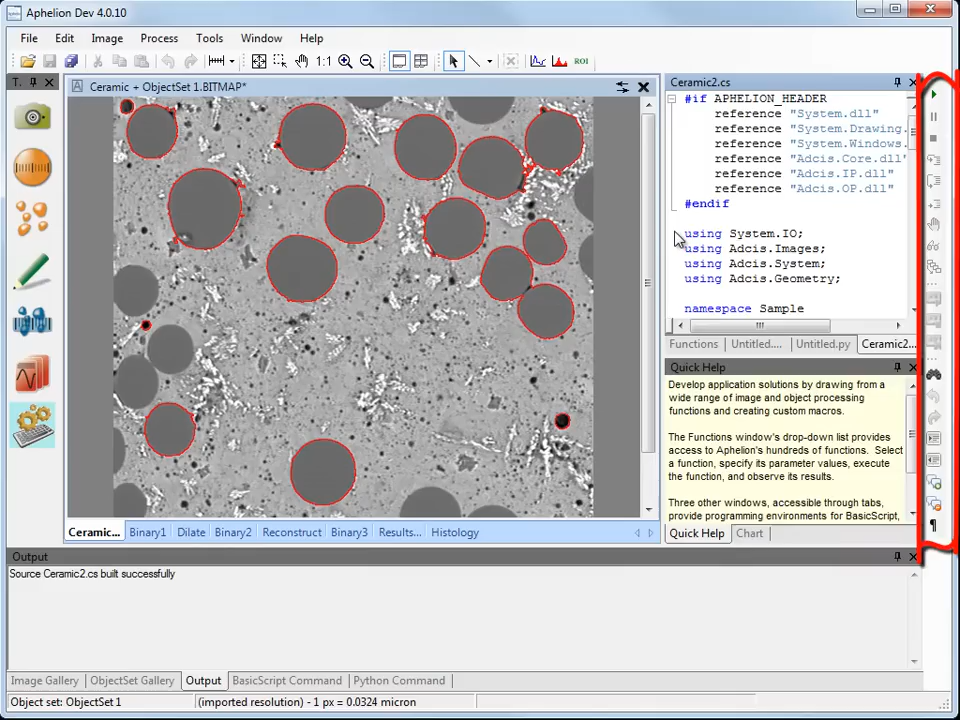 Aphelion Dev 4.0.10
File Edit Image Process Tools Window Help
1:1 ROI
T.
Ceramic + ObjectSet 1.BITMAP*
Ceramic2.cs
#if APHELION_HEADER
reference "System.dll"
reference "System.Drawing.
reference "System.Windows.
reference "Adcis.Core.dll"
reference "Adcis.IP.dll"
reference "Adcis.OP.dll"
#endif
using System.IO;
using Adcis.Images;
using Adcis.System;
using Adcis.Geometry;
namespace Sample
Functions Untitled.... Untitled.py Ceramic2...
Quick Help
Develop application solutions by drawing from a
wide range of image and object processing
functions and creating custom macros.
The Functions window's drop-down list provides
access to Aphelion's hundreds of functions. Select
a function, specify its parameter values, execute
the function, and observe its results.
Three other windows, accessible through tabs,
provide programming environments for BasicScript,
Quick Help Chart
Ceramic... Binary1 Dilate Binary2 Reconstruct Binary3 Results... Histology
Output
Source Ceramic2.cs built successfully
Image Gallery ObjectSet Gallery Output BasicScript Command Python Command
Object set: ObjectSet 1 (imported resolution) - 1 px = 0.0324 micron